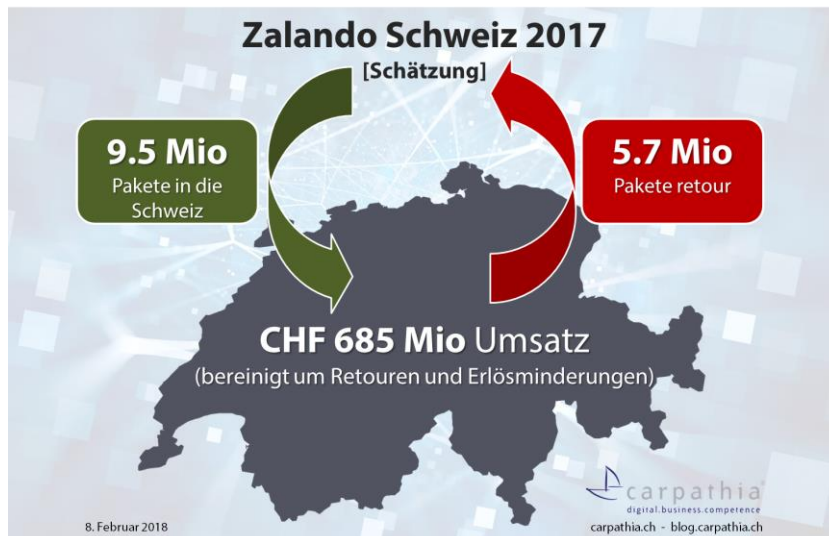 Zalando Schweiz 2017
[Schätzung]
9.5 Mio
Pakete in die
Schweiz
5.7 Mio
Pakete retour
CHF 685 Mio Umsatz
(bereinigt um Retouren und Erlösminderungen)
carpathia
digital.business.competence
8. Februar 2018
carpathia.ch - blog.carpathia.ch